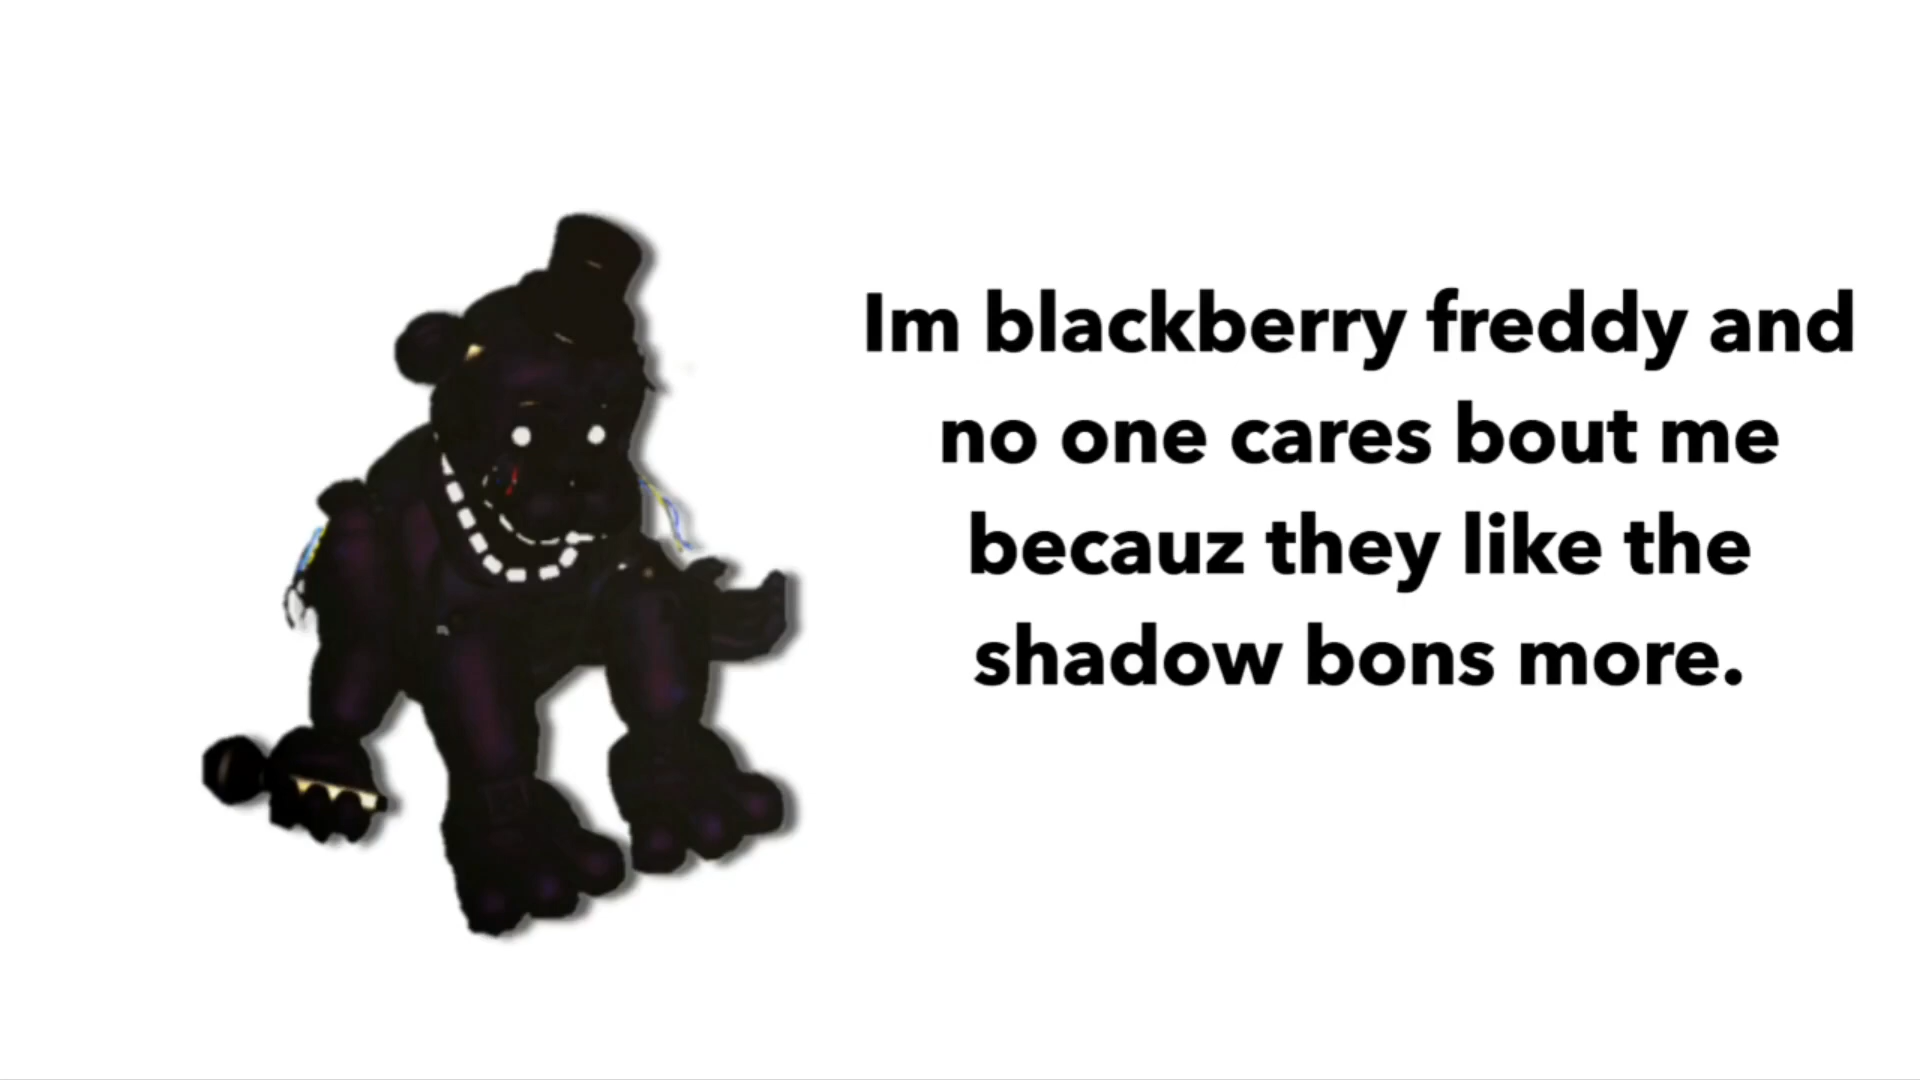 Im blackberry freddy and
no one cares bout me
becauz they like the
shadow bons more.